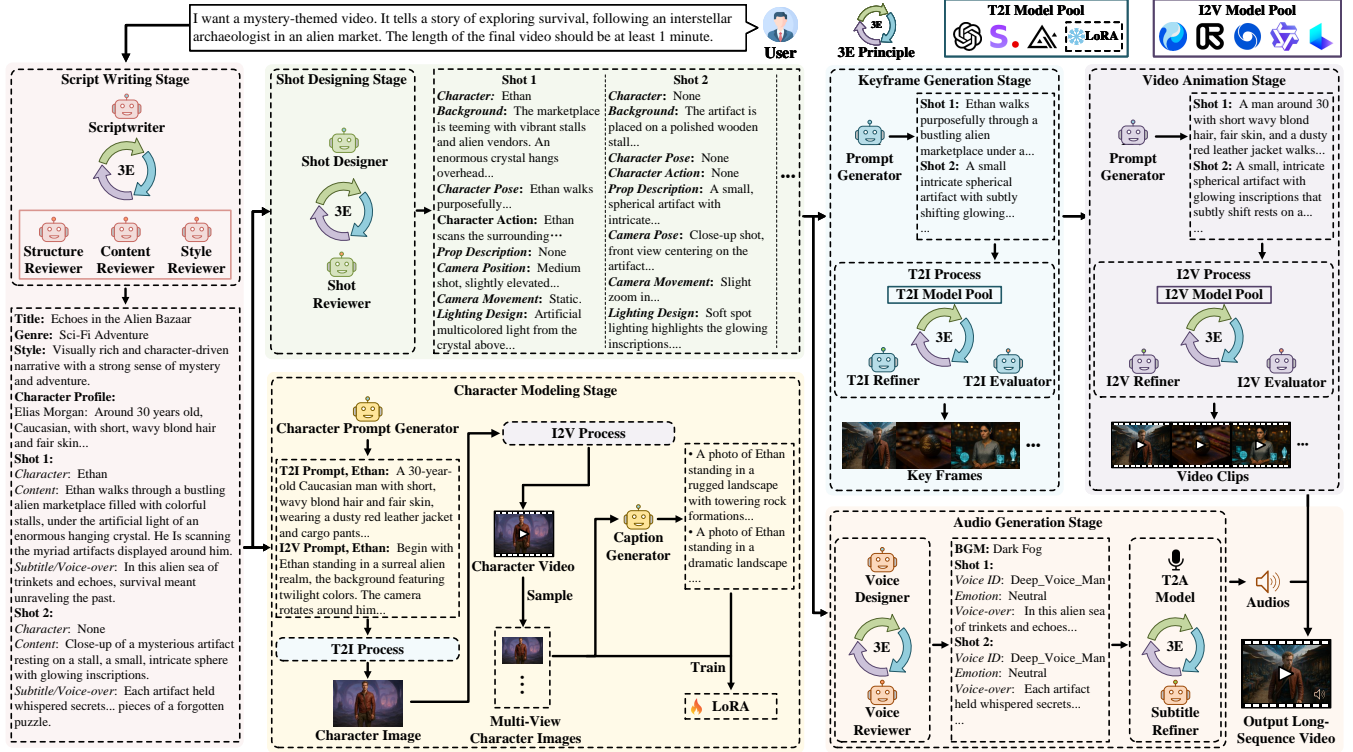 I want a mystery-themed video. It tells a story of exploring survival, following an interstellar
archaeologist in an alien market. The length of the final video should be at least 1 minute.
User
3E Principle
T2I Model Pool
S.
LoRA
I2V Model Pool
Script Writing Stage
Scriptwriter
3E
Structure
Reviewer
Content
Reviewer
Style
Reviewer
Title: Echoes in the Alien Bazaar
Genre: Sci-Fi Adventure
Style: Visually rich and character-driven
narrative with a strong sense of mystery
and adventure.
Character Profile:
Elias Morgan: Around 30 years old,
Caucasian, with short, wavy blond hair
and fair skin...
Shot 1:
Character: Ethan
Content: Ethan walks through a bustling
alien marketplace filled with colorful
stalls, under the artificial light of an
enormous hanging crystal. He Is scanning
the myriad artifacts displayed around him.
Subtitle/Voice-over: In this alien sea of
trinkets and echoes, survival meant
unraveling the past.
Shot 2:
Character: None
Content: Close-up of a mysterious artifact
resting on a stall, a small, intricate sphere
with glowing inscriptions.
Subtitle/Voice-over: Each artifact held
whispered secrets... pieces of a forgotten
puzzle.
Shot Designing Stage
Shot Designer
3E
Shot
Reviewer
Shot 1
Character: Ethan
Background: The marketplace
is teeming with vibrant stalls
and alien vendors. An
enormous crystal hangs
overhead...
Character Pose: Ethan walks
purposefully...
Character Action: Ethan
scans the surrounding⋯
Prop Description: None
Camera Position: Medium
shot, slightly elevated...
Camera Movement: Static.
Lighting Design: Artificial
multicolored light from the
crystal above...
Shot 2
Character: None
Background: The artifact is
placed on a polished wooden
stall...
Character Pose: None
Character Action: None
Prop Description: A small,
spherical artifact with
intricate...
Camera Pose: Close-up shot,
front view centering on the
artifact...
Camera Movement: Slight
zoom in...
Lighting Design: Soft spot
lighting highlights the glowing
inscriptions....
...
Character Modeling Stage
Character Prompt Generator
T2I Prompt, Ethan: A 30-year-
old Caucasian man with short,
wavy blond hair and fair skin,
wearing a dusty red leather jacket
and cargo pants...
I2V Prompt, Ethan: Begin with
Ethan standing in a surreal alien
realm, the background featuring
twilight colors. The camera
rotates around him...
T2I Process
Character Image
I2V Process
Character Video
Sample
Multi-View
Character Images
Caption
Generator
• A photo of Ethan
standing in a
rugged landscape
with towering rock
formations...
• A photo of Ethan
standing in a
dramatic landscape
....
Train
LoRA
Keyframe Generation Stage
Prompt
Generator
Shot 1: Ethan walks
purposefully through a
bustling alien
marketplace under a...
Shot 2: A small
intricate spherical
artifact with subtly
shifting glowing...
...
T2I Process
T2I Model Pool
3E
T2I Refiner
T2I Evaluator
...
Key Frames
Video Animation Stage
Prompt
Generator
Shot 1: A man around 30
with short wavy blond
hair, fair skin, and a dusty
red leather jacket walks...
Shot 2: A small, intricate
spherical artifact with
glowing inscriptions that
subtly shift rests on a...
...
I2V Process
I2V Model Pool
3E
I2V Refiner
I2V Evaluator
...
Video Clips
Audio Generation Stage
Voice
Designer
3E
Voice
Reviewer
BGM: Dark Fog
Shot 1:
Voice ID: Deep_Voice_Man
Emotion: Neutral
Voice-over: In this alien sea
of trinkets and echoes...
Shot 2:
Voice ID: Deep_Voice_Man
Emotion: Neutral
Voice-over: Each artifact
held whispered secrets...
...
T2A
Model
3E
Subtitle
Refiner
Audios
Output Long-
Sequence Video